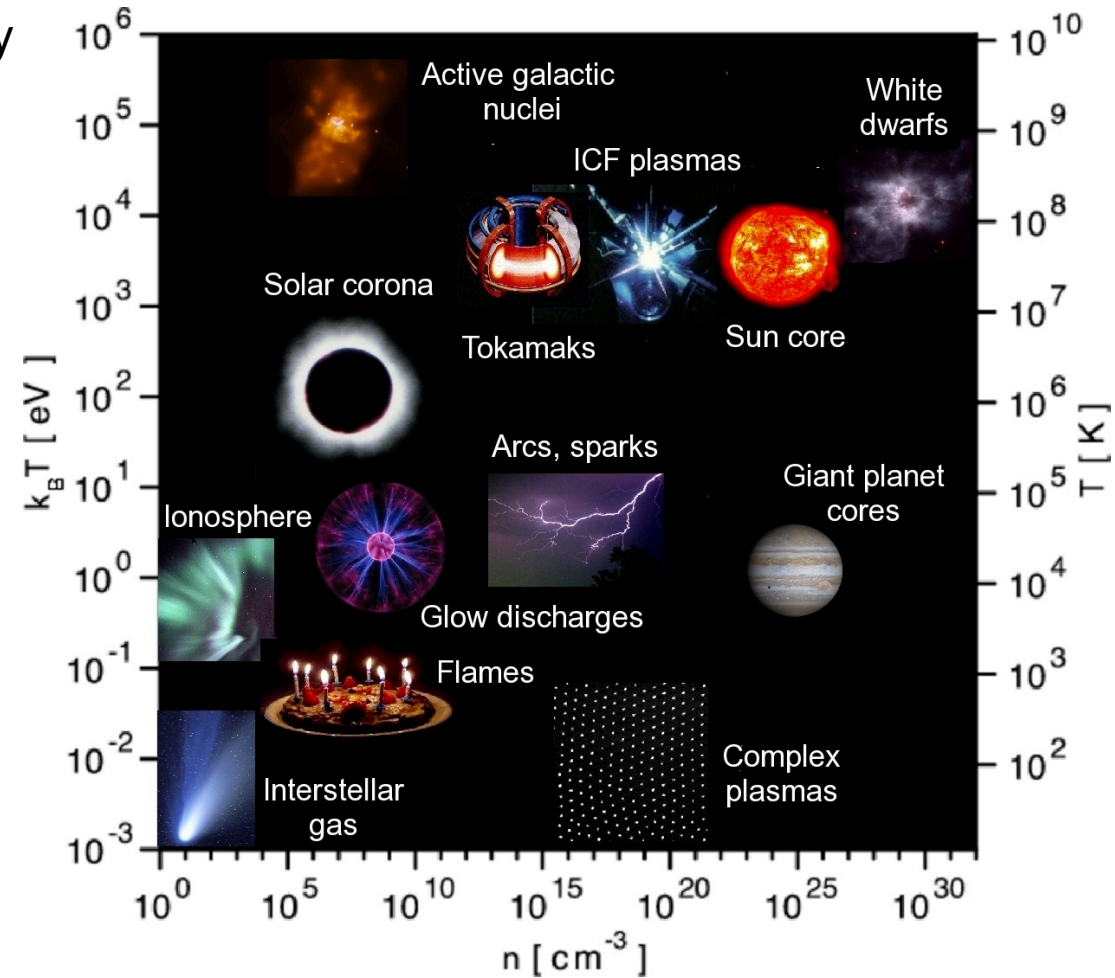 y
10^6
10^5
10^4
10^3
10^2
10^1
10^0
10^-1
10^-2
10^-3
k_B T [ eV ]
Active galactic
nuclei
White
dwarfs
ICF plasmas
Solar corona
Tokamaks
Sun core
Arcs, sparks
Giant planet
cores
Ionosphere
Glow discharges
Flames
Complex
plasmas
Interstellar
gas
10^10
10^9
10^8
10^7
10^6
10^5
10^4
10^3
10^2
T [ K ]
10^0 10^5 10^10 10^15 10^20 10^25 10^30
n [ cm^-3 ]